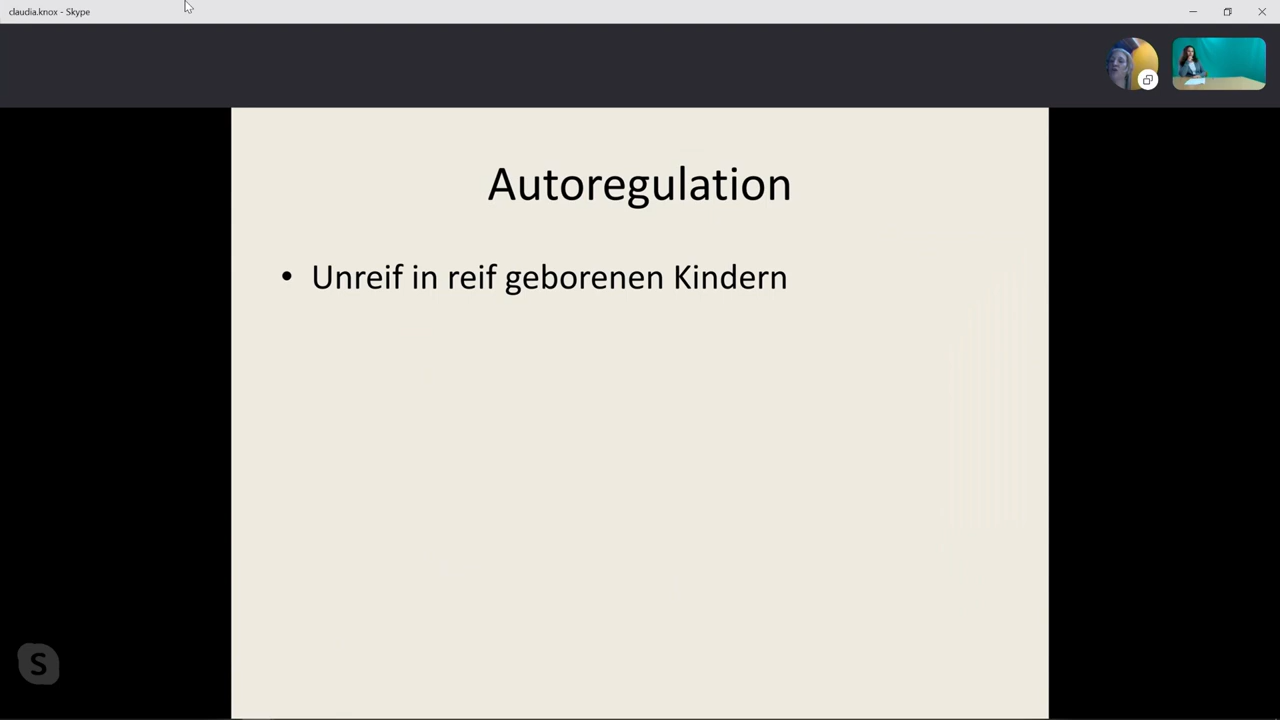 claudia.knox - Skype
Autoregulation
• Unreif in reif geborenen Kindern
S